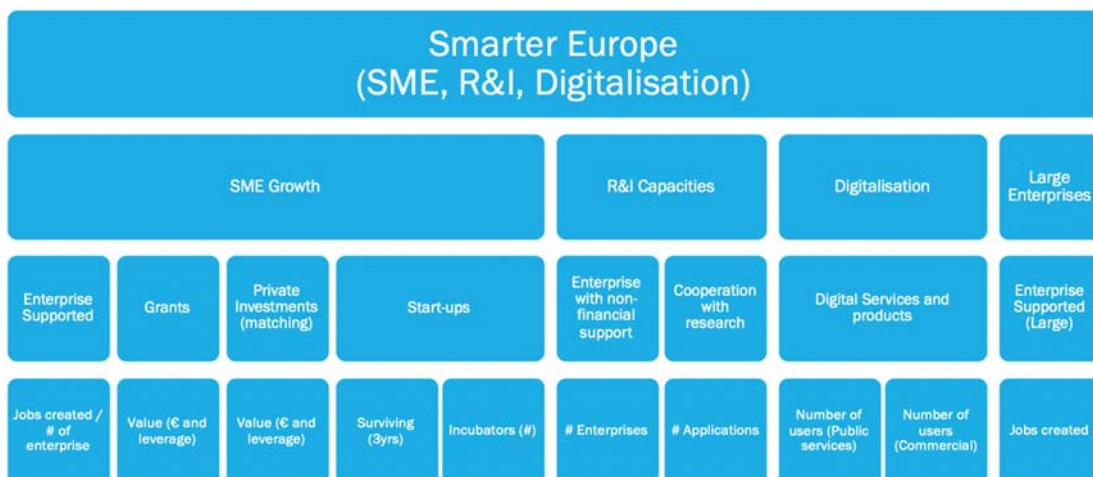 Smarter Europe
(SME, R&I, Digitalisation)
SME Growth
R&I Capacities
Digitalisation
Large
Enterprises
Enterprise
Supported
Grants
Private
Investments
(matching)
Start-ups
Enterprise
with non-
financial
support
Cooperation
with
research
Digital Services and
products
Enterprise
Supported
(Large)
Jobs created /
# of
enterprise
Value (€ and
leverage)
Value (€ and
leverage)
Surviving
(3yrs)
Incubators (#)
# Enterprises
# Applications
Number of
users (Public
services)
Number of
users
(Commercial)
Jobs created